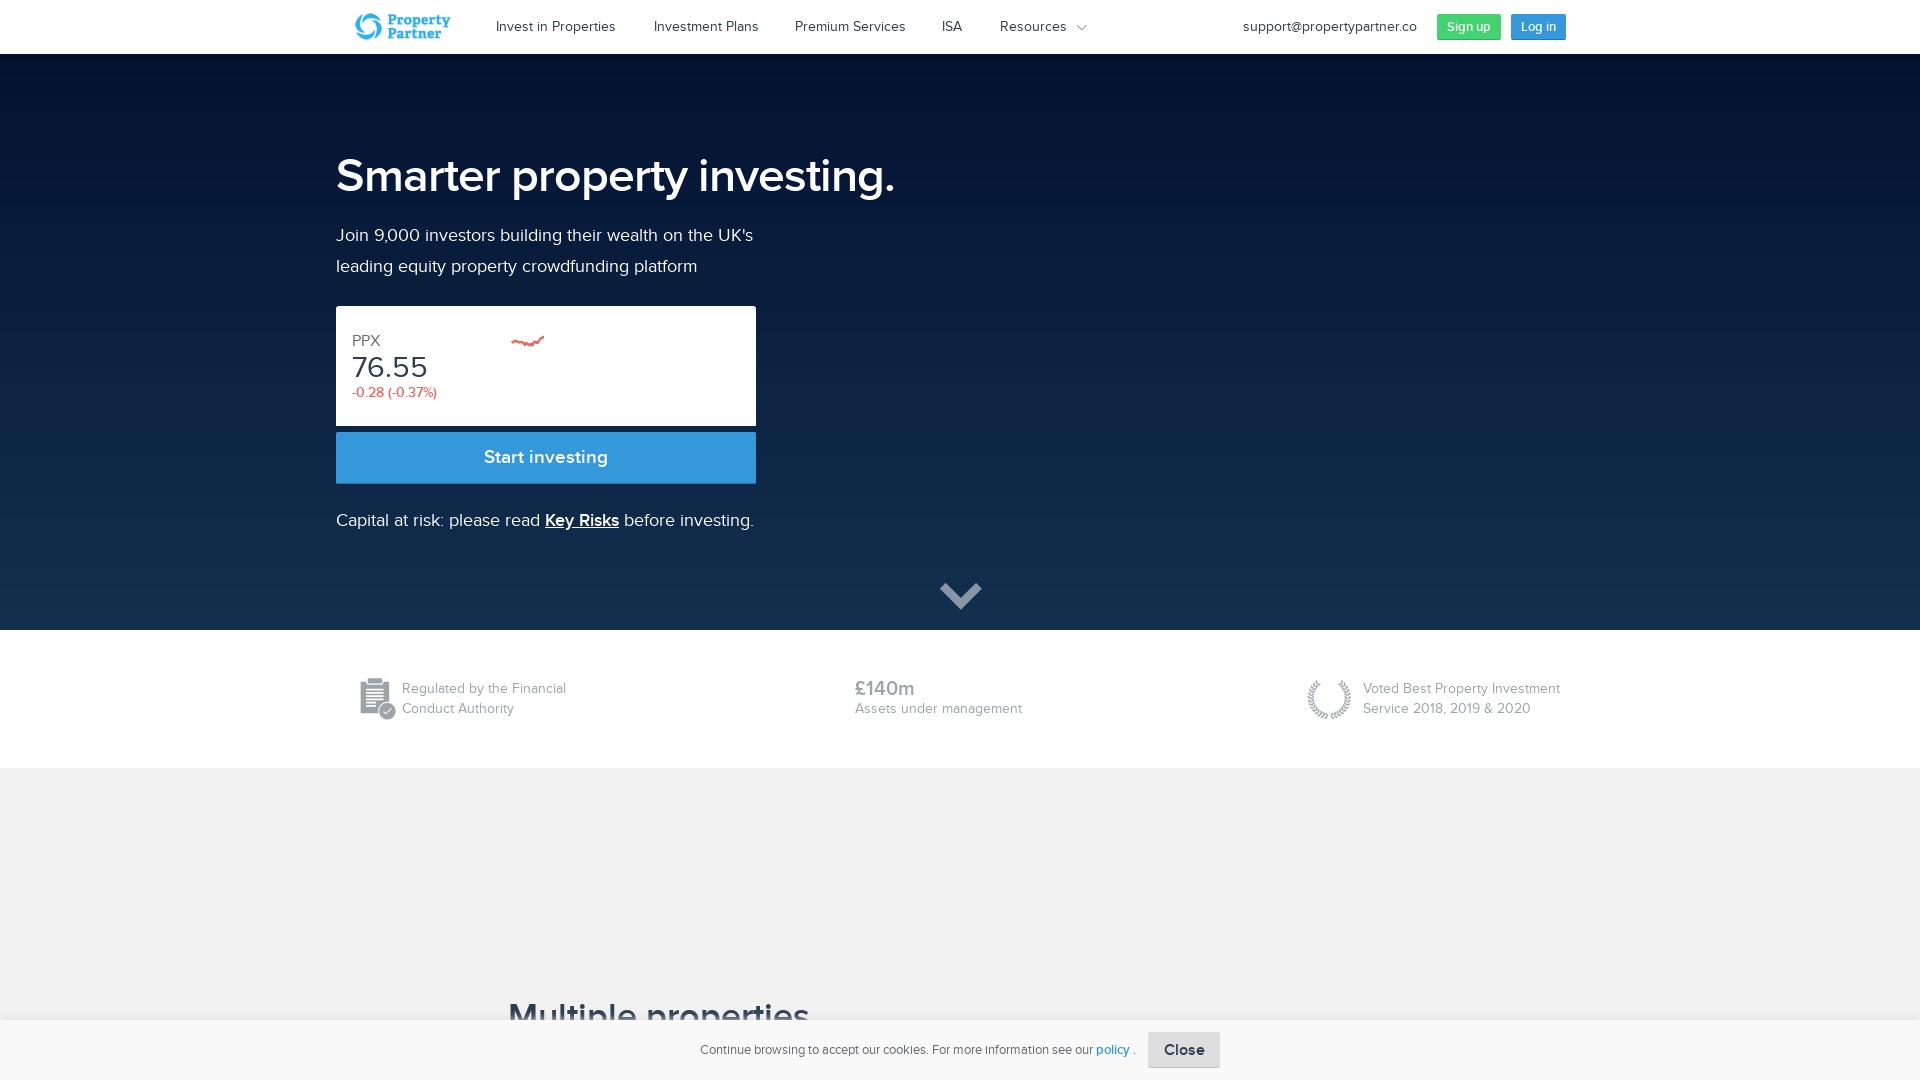 Property
Partner
Invest in Properties
Investment Plans
Premium Services
ISA
Resources
support@propertypartner.co
Sign up
Log in
Smarter property investing.
Join 9,000 investors building their wealth on the UK's
leading equity property crowdfunding platform
PPX
76.55
-0.28 (-0.37%)
Start investing
Capital at risk: please read Key Risks before investing.
Regulated by the Financial
Conduct Authority
£140m
Assets under management
Voted Best Property Investment
Service 2018, 2019 & 2020
Multiple properties
Continue browsing to accept our cookies. For more information see our policy .
Close